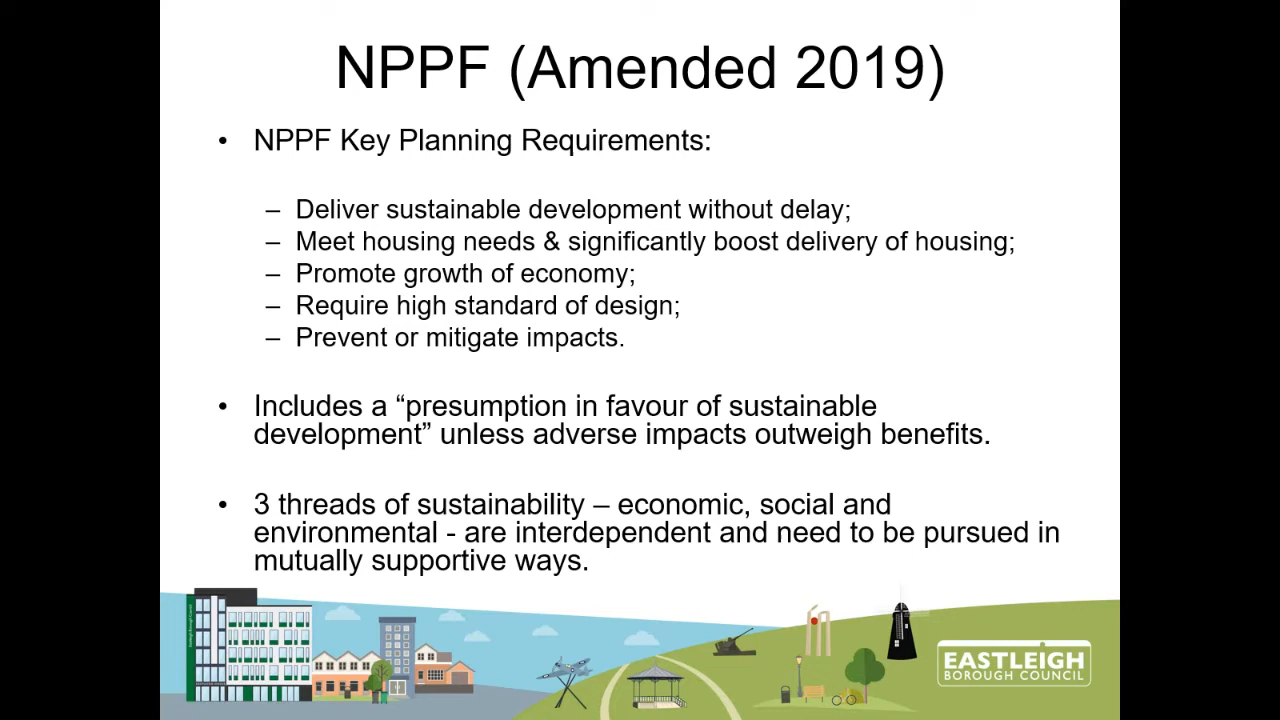 NPPF (Amended 2019)
• NPPF Key Planning Requirements:
– Deliver sustainable development without delay;
– Meet housing needs & significantly boost delivery of housing;
– Promote growth of economy;
– Require high standard of design;
– Prevent or mitigate impacts.
• Includes a “presumption in favour of sustainable
development” unless adverse impacts outweigh benefits.
• 3 threads of sustainability – economic, social and
environmental - are interdependent and need to be pursued in
mutually supportive ways.
EASTLEIGH
BOROUGH COUNCIL